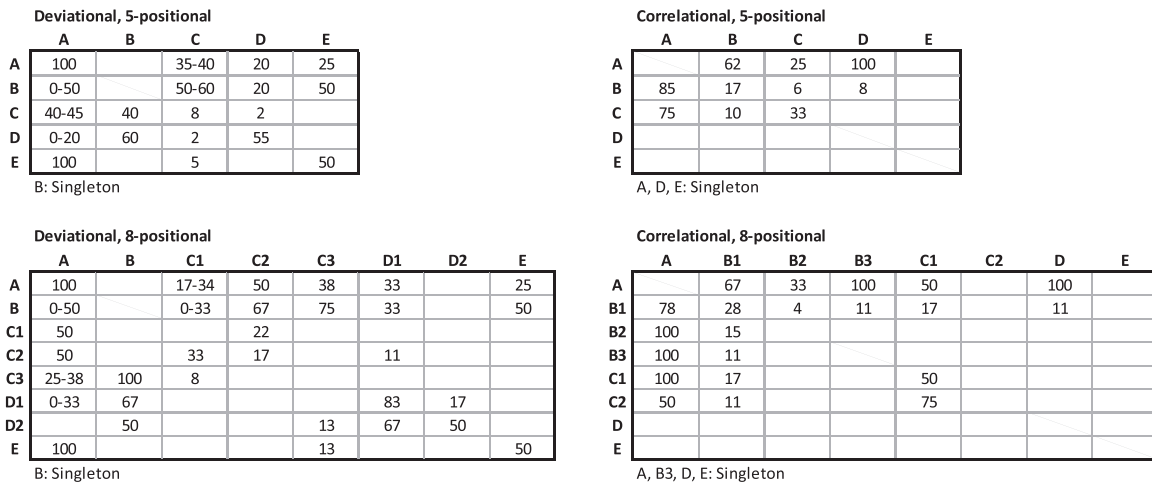 Deviational, 5-positional
A B C D E
A 100 35-40 20 25
B 0-50 50-60 20 50
C 40-45 40 8 2
D 0-20 60 2 55
E 100 5 50
B: Singleton
Correlational, 5-positional
A B C D E
A 62 25 100
B 85 17 6 8
C 75 10 33
D
E
A, D, E: Singleton
Deviational, 8-positional
A B C1 C2 C3 D1 D2 E
A 100 17-34 50 38 33 25
B 0-50 0-33 67 75 33 50
C1 50 22
C2 50 33 17 11
C3 25-38 100 8
D1 0-33 67 83 17
D2 50 13 67 50
E 100 13 50
B: Singleton
Correlational, 8-positional
A B1 B2 B3 C1 C2 D E
A 67 33 100 50 100
B1 78 28 4 11 17 11
B2 100 15
B3 100 11
C1 100 17 50
C2 50 11 75
D
E
A, B3, D, E: Singleton